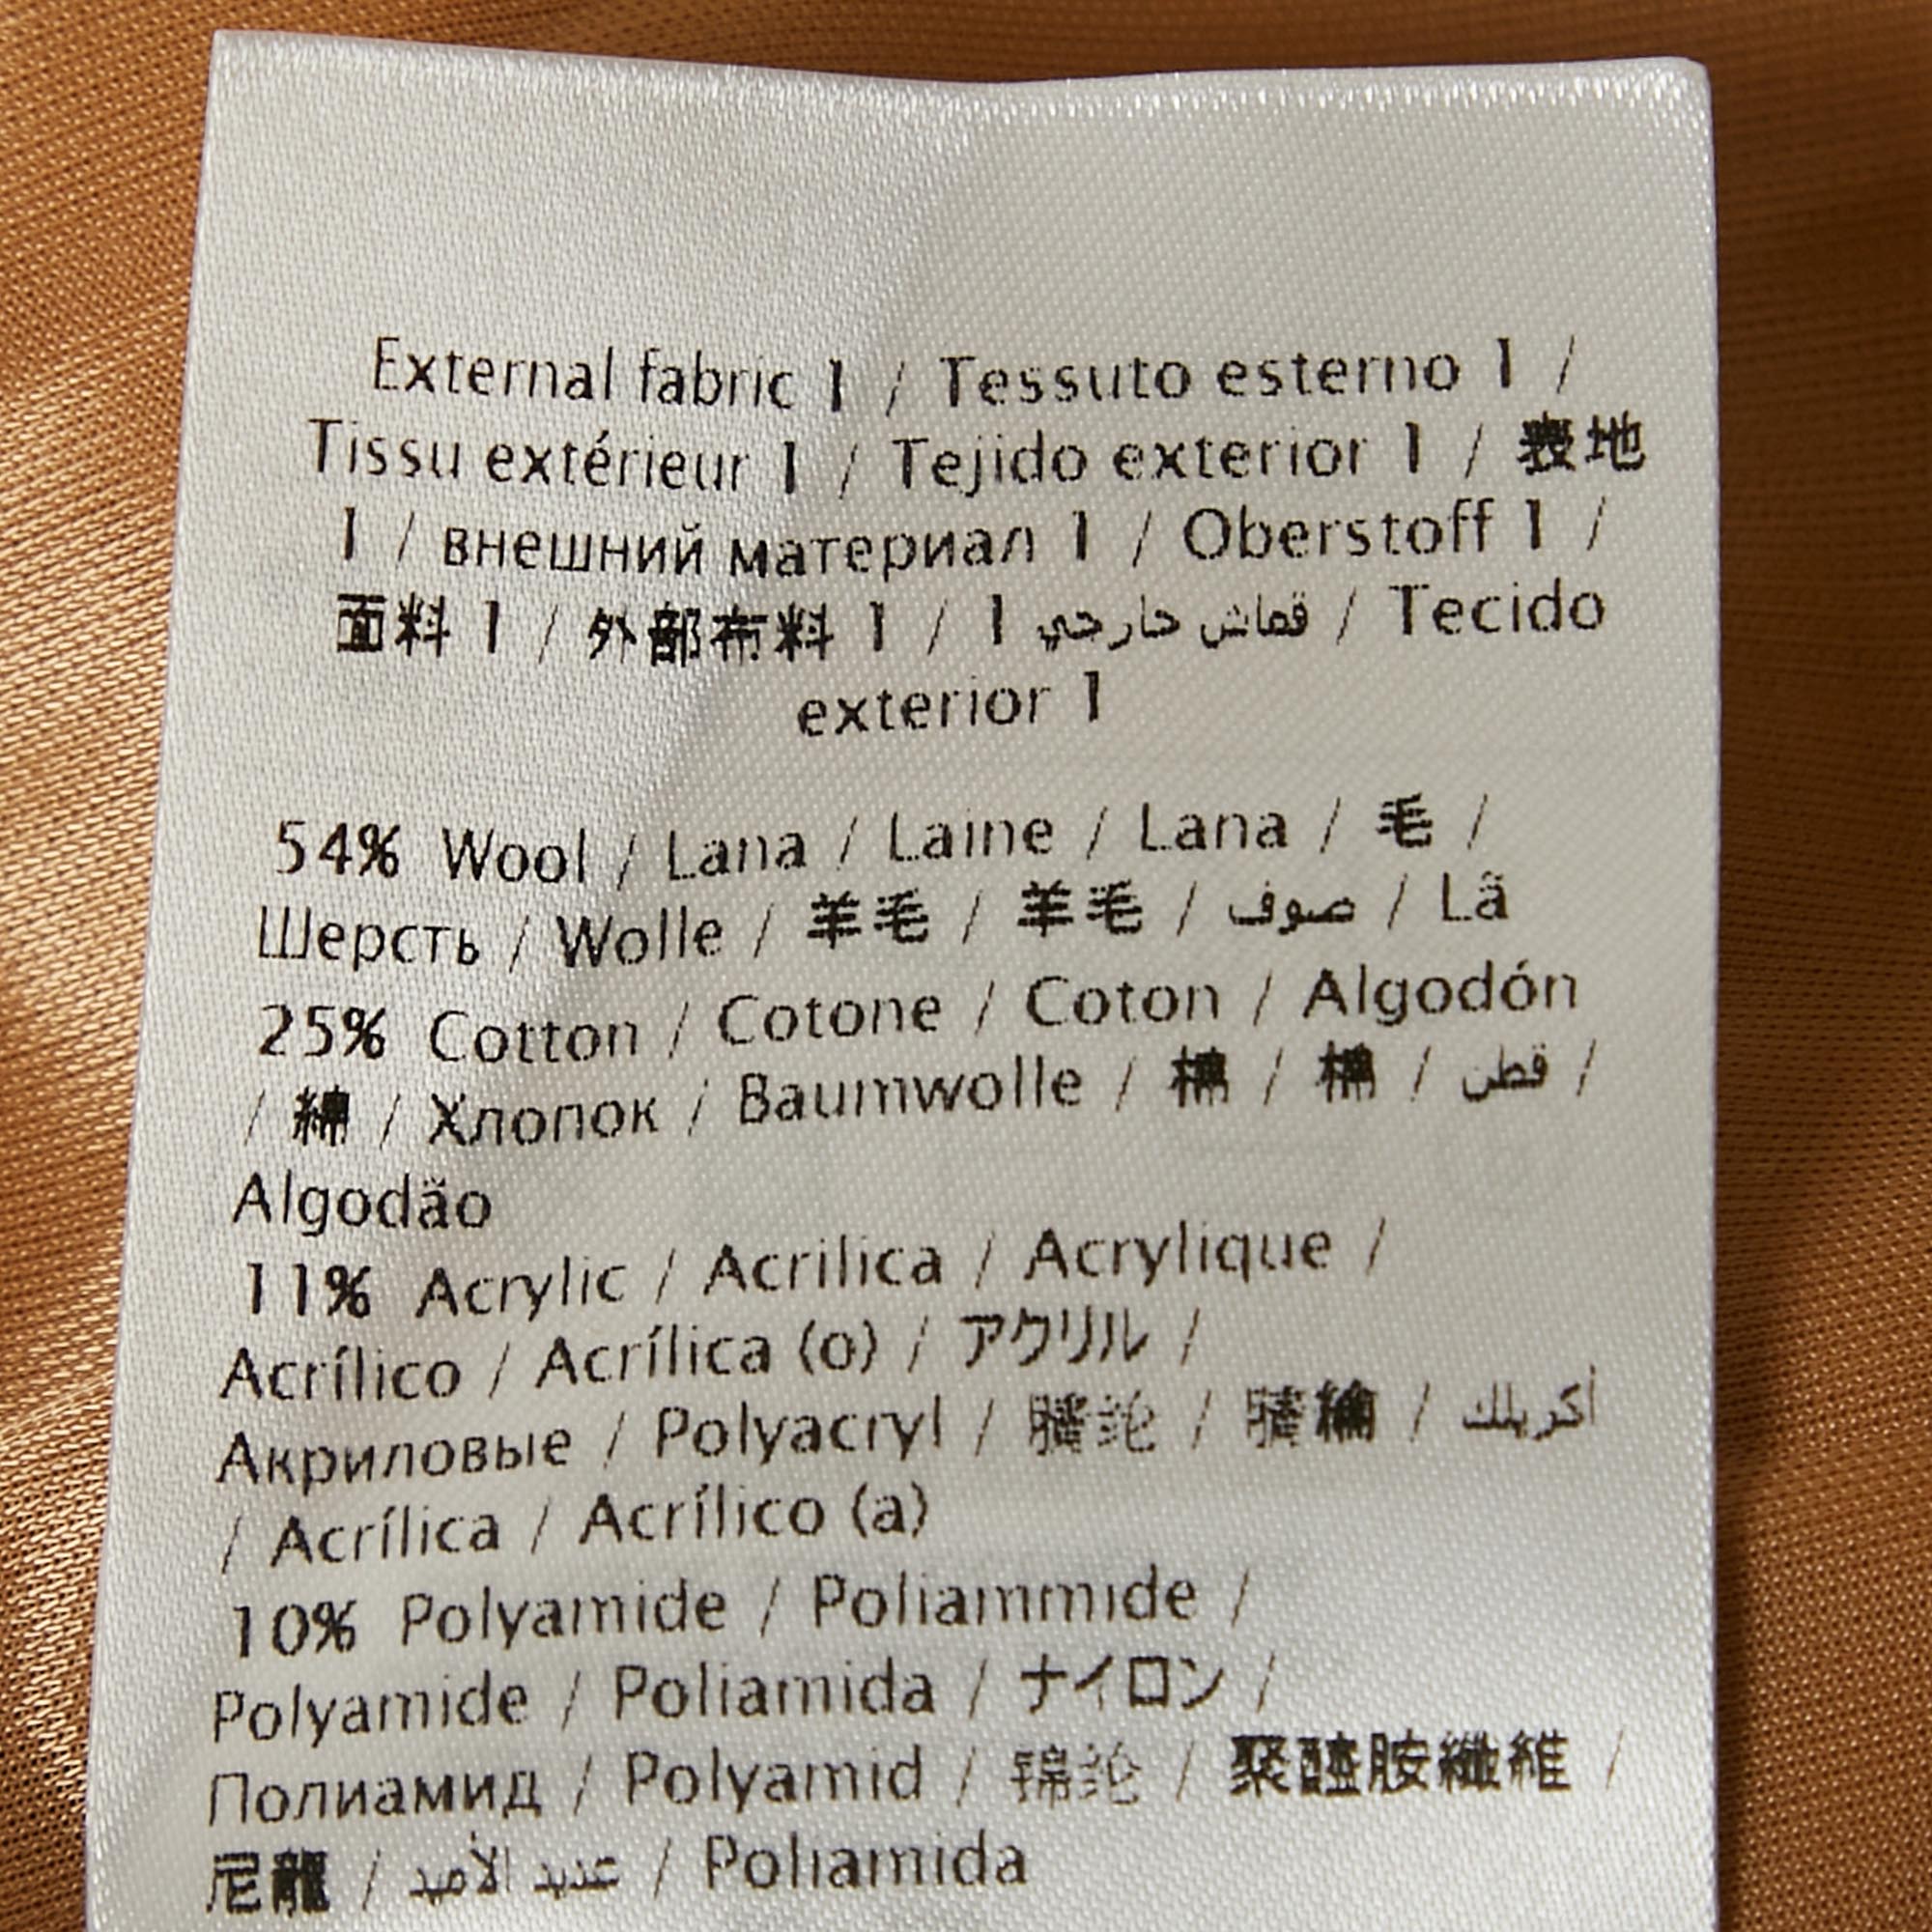 External fabric 1 / Tessuto esterno 1 /
Tissu extérieur 1 / Tejido exterior 1 / 表地
1 / внешний материал 1 / Oberstoff 1 /
面料 1 / 外部布料 1 / قماش خارجي 1 / Tecido
exterior 1
54% Wool / Lana / Laine / Lana / 毛 /
Шерсть / Wolle / 羊毛 / 羊毛 / صوف / Lã
25% Cotton / Cotone / Coton / Algodón
/ 綿 / Хлопок / Baumwolle / 棉 / 棉 / قطن /
Algodão
11% Acrylic / Acrilica / Acrylique /
Acrílico / Acrílica (o) / アクリル /
Акриловые / Polyacryl / 腈纶 / 腈綸 / أكريلك
/ Acrílica / Acrílico (a)
10% Polyamide / Poliammide /
Polyamide / Poliamida / ナイロン /
Полиамид / Polyamid / 锦纶 / 聚醯胺纖維 /
尼龍 / عديد الأميد / Poliamida